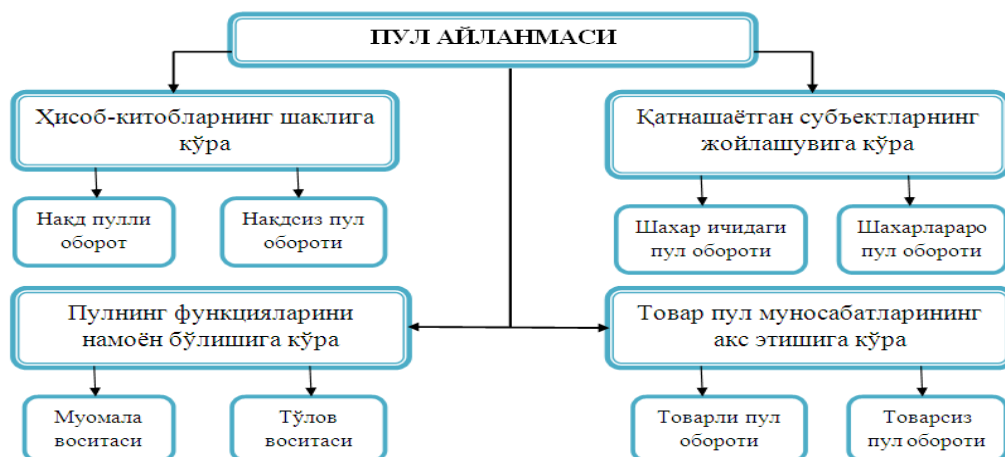 ПУЛ АЙЛАНМАСИ
Ҳисоб-китобларнинг шаклига
кўра
Қатнашаётган субъектларнинг
жойлашувига кўра
Нақд пулли
оборот
Нақдсиз пул
обороти
Шахар ичидаги
пул обороти
Шахарлараро
пул обороти
Пулнинг функцияларини
намоён бўлишига кўра
Товар пул муносабатларининг
акс этишига кўра
Муомала
воситаси
Тўлов
воситаси
Товарли пул
обороти
Товарсиз
пул обороти